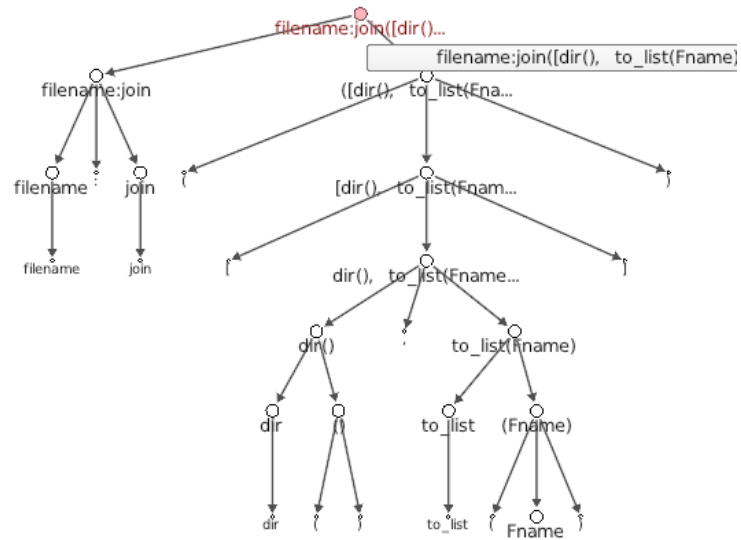 filename:join([dir()...
filename:join([dir(),   to_list(Fname)
filename:join
([dir(),   to_list(Fna...
filename
:
join
(
[dir(),   to_list(Fnam...
)
filename
join
[
dir(),   to_list(Fname...
]
dir()
,
to_list(Fname)
dir
()
to_list
(Fname)
dir
(
)
to_list
(
Fname
)